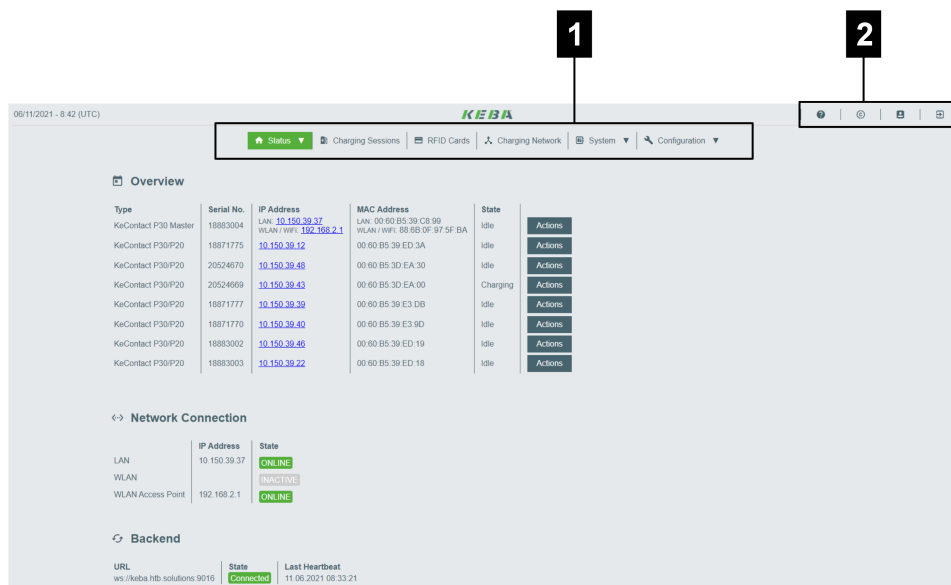 1 2
06/11/2021 - 8:42 (UTC) KEBA
Status ▼ Charging Sessions RFID Cards Charging Network System ▼ Configuration ▼
Overview
Type Serial No. IP Address MAC Address State
KeContact P30 Master 18883004 LAN: 10.150.39.37 LAN: 00:60:B5:39:C8:99 Idle Actions
WLAN / WIFI: 192.168.2.1 WLAN / WIFI: 88:6B:0F:97:5F:BA
KeContact P30/P20 18871775 10.150.39.12 00:60:B5:39:ED:3A Idle Actions
KeContact P30/P20 20524670 10.150.39.48 00:60:B5:3D:EA:30 Idle Actions
KeContact P30/P20 20524669 10.150.39.43 00:60:B5:3D:EA:00 Charging Actions
KeContact P30/P20 18871777 10.150.39.39 00:60:B5:39:E3:DB Idle Actions
KeContact P30/P20 18871770 10.150.39.40 00:60:B5:39:E3:9D Idle Actions
KeContact P30/P20 18883002 10.150.39.46 00:60:B5:39:ED:19 Idle Actions
KeContact P30/P20 18883003 10.150.39.22 00:60:B5:39:ED:18 Idle Actions
Network Connection
IP Address State
LAN 10.150.39.37 ONLINE
WLAN INACTIVE
WLAN Access Point 192.168.2.1 ONLINE
Backend
URL State Last Heartbeat
ws://keba.htb.solutions:9016 Connected 11.06.2021 08:33:21